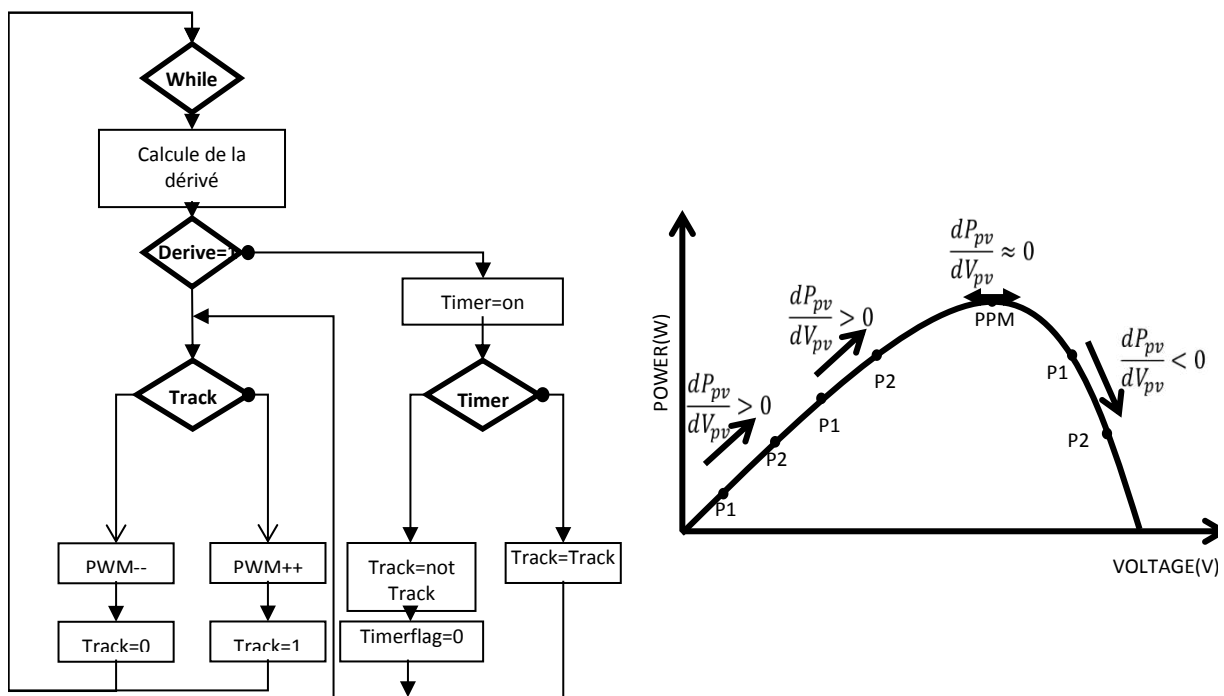 While
Calcule de la
dérivé
Derive=1
Timer=on
Track
Timer
PWM--
PWM++
Track=not
Track
Track=Track
Track=0
Track=1
Timerflag=0
POWER(W)
dP_pv/dV_pv > 0
dP_pv/dV_pv > 0
dP_pv/dV_pv ≈ 0
dP_pv/dV_pv < 0
P1
P2
P1
P2
PPM
P1
P2
VOLTAGE(V)